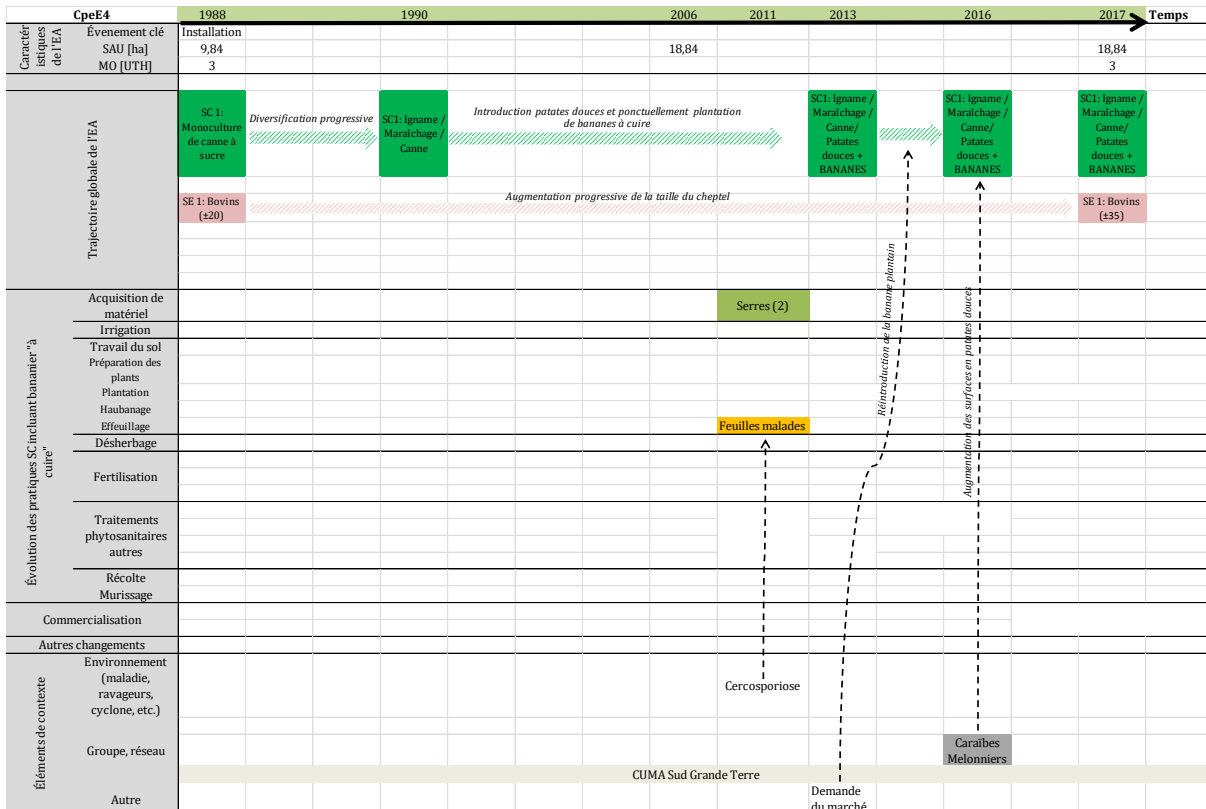 CpeE4 1988 1990 2006 2011 2013 2016 2017 Temps
Caractér
istiques
de l'EA
Évenement clé Installation
SAU [ha] 9,84 18,84 18,84
MO [UTH] 3 3
Trajectoire globale de l'EA
SC 1:
Monoculture
de canne à
sucre
Diversification progressive
SC1: Igname /
Maraîchage /
Canne
Introduction patates douces et ponctuellement plantation
de bananes à cuire
SC1: Igname /
Maraîchage /
Canne/
Patates
douces +
BANANES
SC1: Igname /
Maraîchage /
Canne/
Patates
douces +
BANANES
SC1: Igname /
Maraîchage /
Canne/
Patates
douces +
BANANES
SE 1: Bovins
(±20)
Augmentation progressive de la taille du cheptel
SE 1: Bovins
(±35)
Évolution des pratiques SC incluant bananier "à
cuire"
Acquisition de
matériel
Serres (2)
Irrigation
Travail du sol
Préparation des
plants
Plantation
Haubanage
Effeuillage
Feuilles malades
Désherbage
Fertilisation
Traitements
phytosanitaires
autres
Récolte
Murissage
Réintroduction de la banane plantain
Augmentation des surfaces en patates douces
Commercialisation
Autres changements
Éléments de contexte
Environnement
(maladie,
ravageurs,
cyclone, etc.)
Cercosporiose
Groupe, réseau
Caraïbes
Melonniers
CUMA Sud Grande Terre
Autre
Demande
du marché